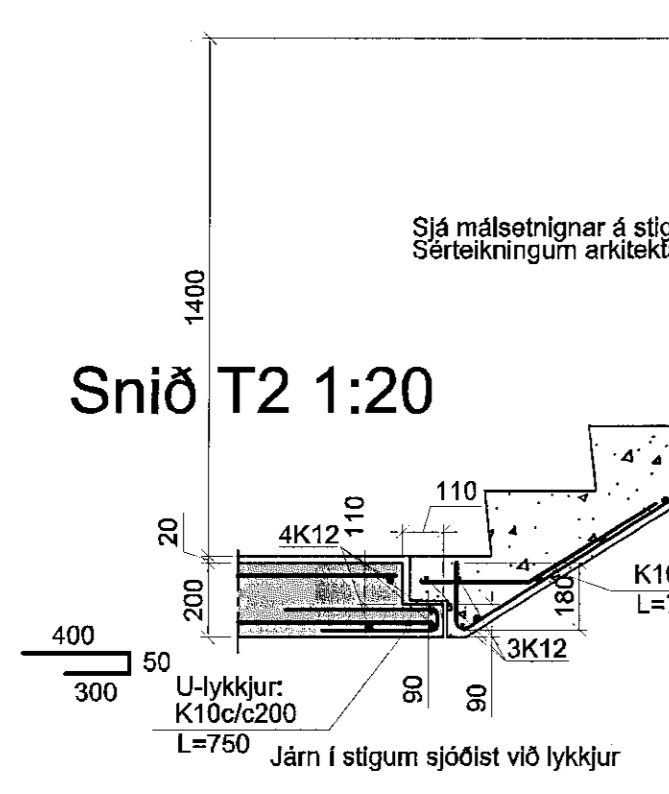 Sjá málsetnignar á stig
Sérteikningum arkitekta
1400
Snið T2 1:20
110
110
20
4K12
200
180
K10
3K12
400
50
300
90
90
U-lykkjur:
K10c/c200
L=750
Járn í stigum sjóðist við lykkjur